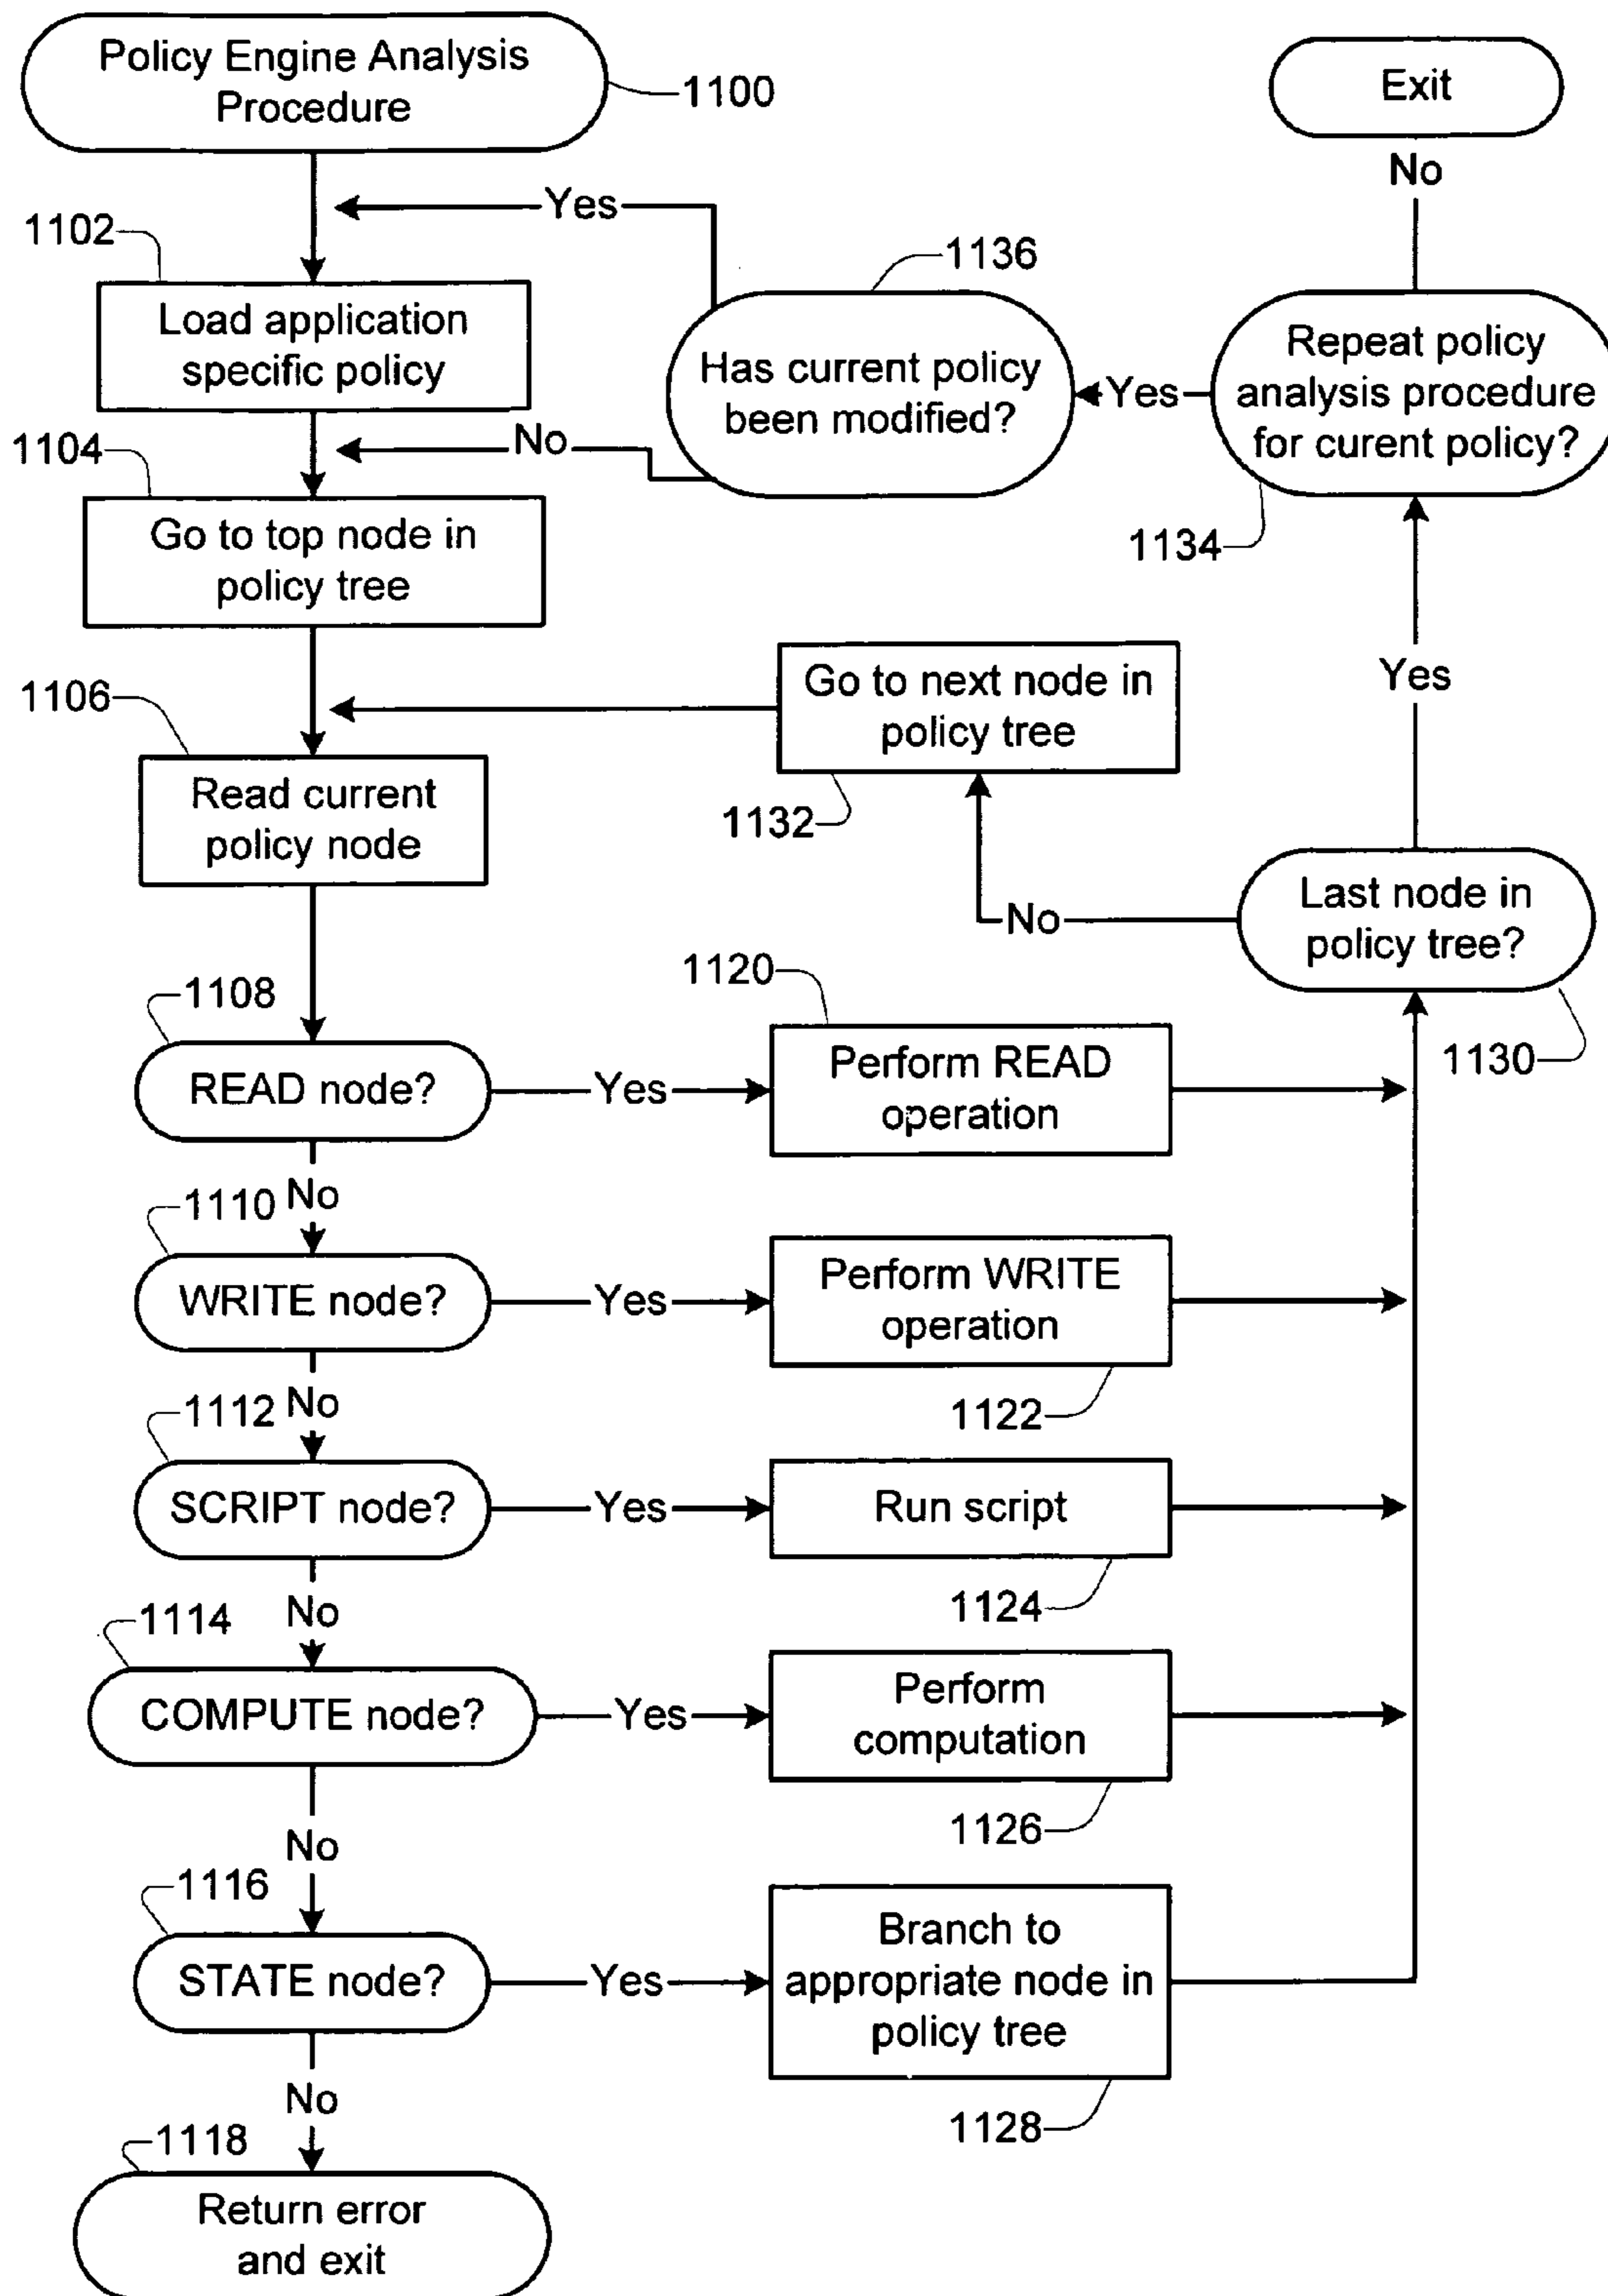 Policy Engine Analysis
Procedure
1100
Exit
No
Yes
1102
1136
Load application
specific policy
Has current policy
been modified?
Yes
Repeat policy
analysis procedure
for curent policy?
No
1104
1134
Go to top node in
policy tree
Go to next node in
policy tree
Yes
1106
1132
Read current
policy node
Last node in
policy tree?
No
1130
1108
1120
READ node?
Yes
Perform READ
operation
No
1110
WRITE node?
Yes
Perform WRITE
operation
1122
No
1112
SCRIPT node?
Yes
Run script
1124
No
1114
COMPUTE node?
Yes
Perform
computation
1126
No
1116
STATE node?
Yes
Branch to
appropriate node in
policy tree
1128
No
1118
Return error
and exit